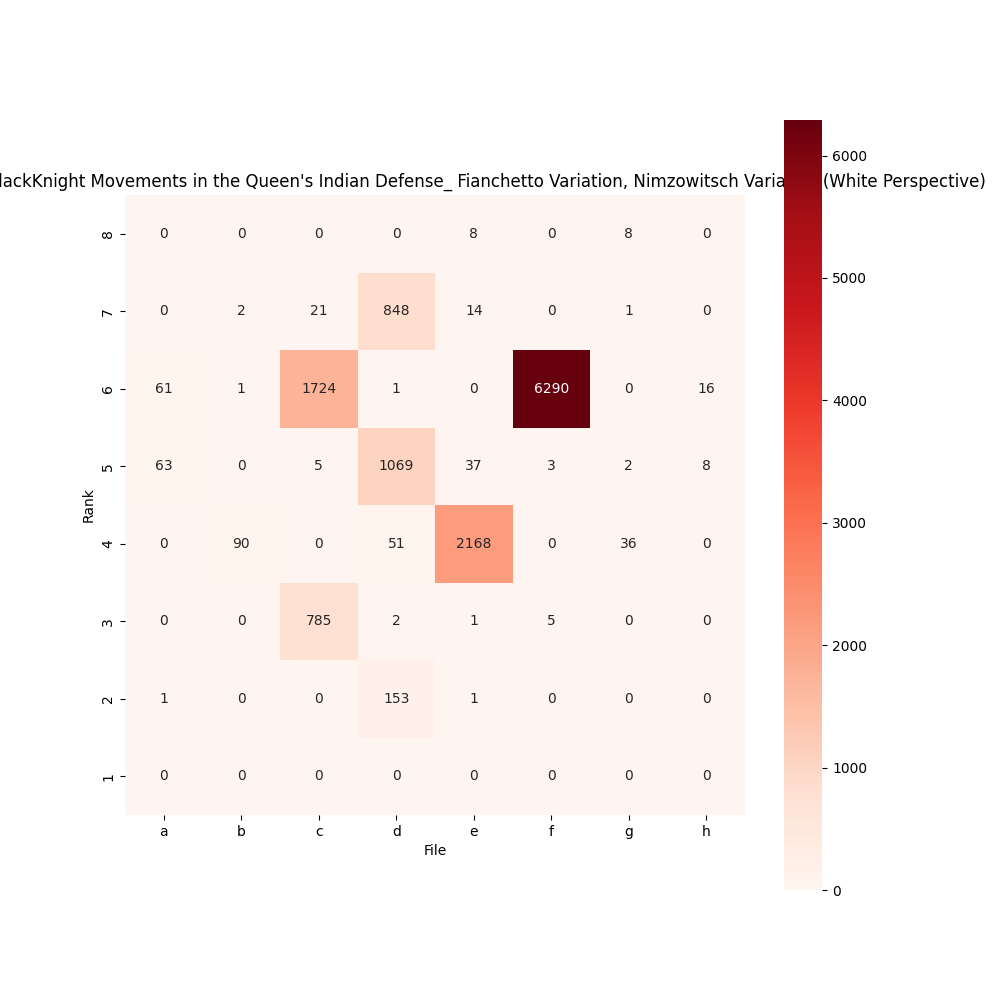 Movements in the Queen's Indian Defense_ Fianchetto Variation, Nimzowitsch (White Perspective)
8 0 0 0 0 8 0 8 0
7 0 2 21 848 14 0 1 0
6 61 1 1724 1 0 6290 0 16
5 63 0 5 1069 37 3 2 8
4 0 90 0 51 2168 0 36 0
3 0 0 785 2 1 5 0 0
2 1 0 0 153 1 0 0 0
1 0 0 0 0 0 0 0 0
a b c d e f g h
File
Rank
6000
5000
4000
3000
2000
1000
0